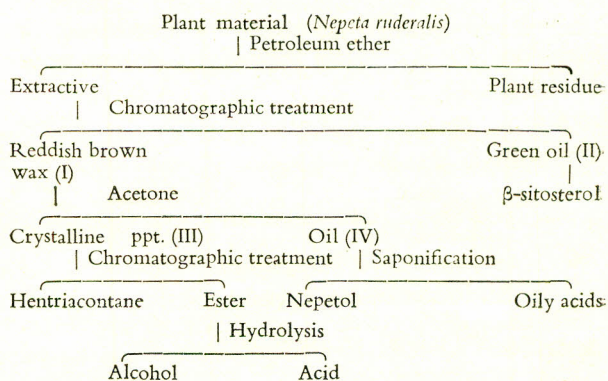 Plant material (Nepeta ruderalis)
| Petroleum ether
Extractive Plant residue
| Chromatographic treatment
Reddish brown Green oil (II)
wax (I) |
| Acetone β-sitosterol
Crystalline ppt. (III) Oil (IV)
| Chromatographic treatment | Saponification
Hentriacontane Ester Nepetol Oily acids
| Hydrolysis
Alcohol Acid